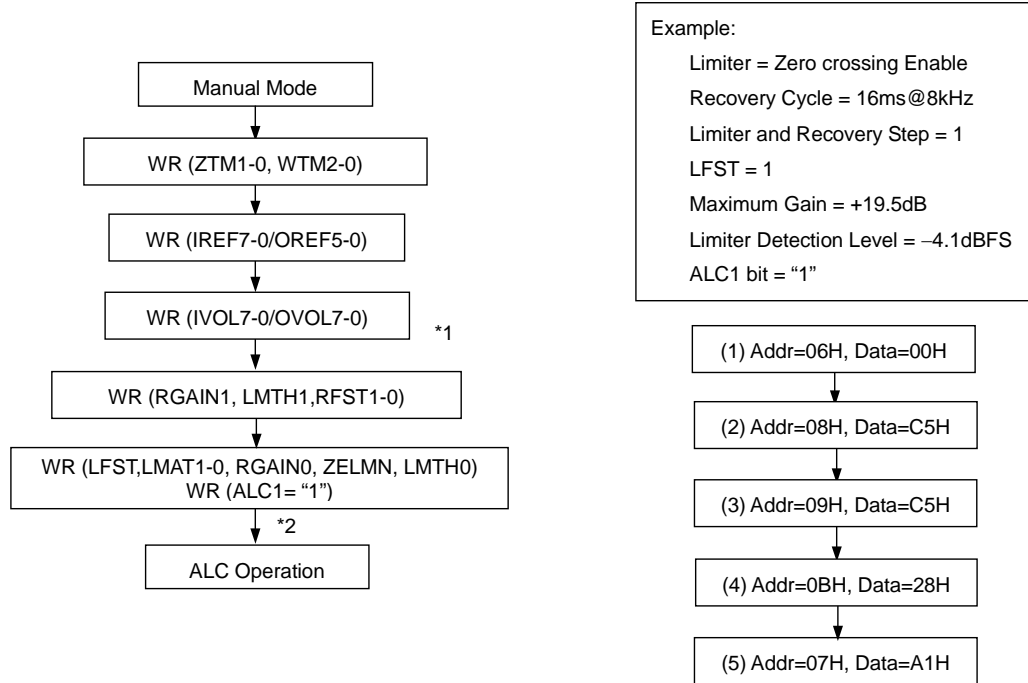 Manual Mode
WR (ZTM1-0, WTM2-0)
WR (IREF7-0/OREF5-0)
WR (IVOL7-0/OVOL7-0)
*1
WR (RGAIN1, LMTH1,RFST1-0)
WR (LFST,LMAT1-0, RGAIN0, ZELMN, LMTH0)
WR (ALC1= “1”)
*2
ALC Operation
Example:
Limiter = Zero crossing Enable
Recovery Cycle = 16ms@8kHz
Limiter and Recovery Step = 1
LFST = 1
Maximum Gain = +19.5dB
Limiter Detection Level = −4.1dBFS
ALC1 bit = “1”
(1) Addr=06H, Data=00H
(2) Addr=08H, Data=C5H
(3) Addr=09H, Data=C5H
(4) Addr=0BH, Data=28H
(5) Addr=07H, Data=A1H